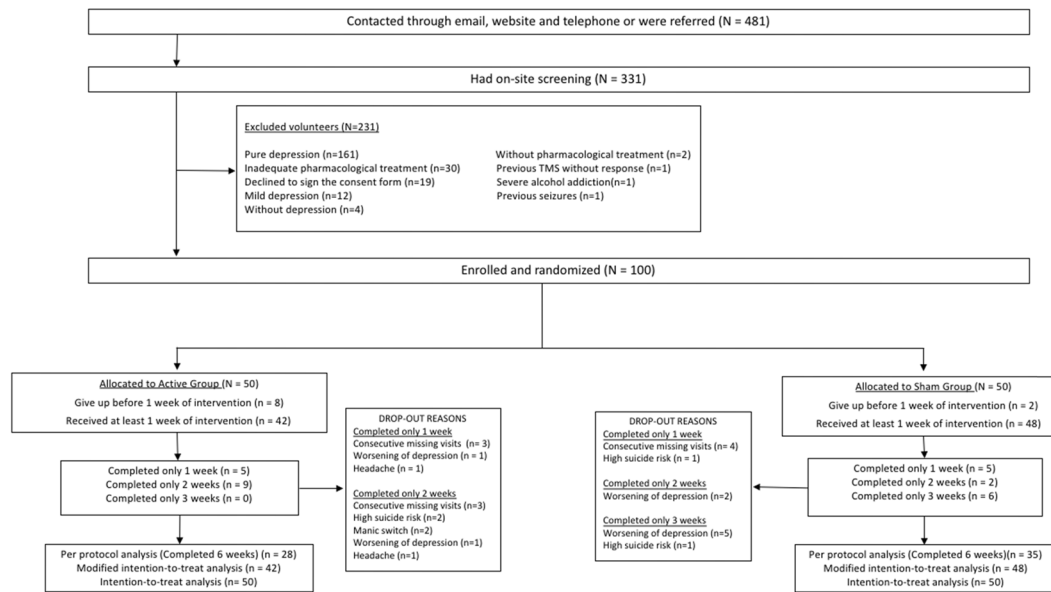 Contacted through email, website and telephone or were referred (N = 481)
Had on-site screening (N = 331)
Excluded volunteers (N=231)
Pure depression (n=161)
Inadequate pharmacological treatment (n=30)
Declined to sign the consent form (n=19)
Mild depression (n=12)
Without depression (n=4)
Without pharmacological treatment (n=2)
Previous TMS without response (n=1)
Severe alcohol addiction(n=1)
Previous seizures (n=1)
Enrolled and randomized (N = 100)
Allocated to Active Group (N = 50)
Give up before 1 week of intervention (n = 8)
Received at least 1 week of intervention (n = 42)
Completed only 1 week (n = 5)
Completed only 2 weeks (n = 9)
Completed only 3 weeks (n = 0)
DROP-OUT REASONS
Completed only 1 week
Consecutive missing visits (n= 3)
Worsening of depression (n = 1)
Headache (n = 1)
Completed only 2 weeks
Consecutive missing visits (n=3)
High suicide risk (n=2)
Manic switch (n=2)
Worsening of depression (n=1)
Headache (n=1)
Per protocol analysis (Completed 6 weeks) (n = 28)
Modified intention-to-treat analysis (n = 42)
Intention-to-treat analysis (n= 50)
Allocated to Sham Group (N = 50)
Give up before 1 week of intervention (n = 2)
Received at least 1 week of intervention (n = 48)
DROP-OUT REASONS
Completed only 1 week
Consecutive missing visits (n = 4)
High suicide risk (n = 1)
Completed only 2 weeks
Worsening of depression (n=2)
Completed only 3 weeks
Worsening of depression (n=5)
High suicide risk (n=1)
Completed only 1 week (n = 5)
Completed only 2 weeks (n = 2)
Completed only 3 weeks (n = 6)
Per protocol analysis (Completed 6 weeks)(n = 35)
Modified intention-to-treat analysis (n = 48)
Intention-to-treat analysis (n = 50)